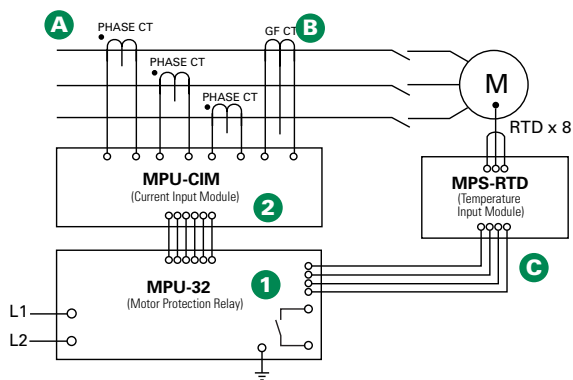 A
PHASE CT
GF CT
B
PHASE CT
PHASE CT
M
RTD x 8
MPU-CIM
(Current Input Module)
2
MPS-RTD
(Temperature
Input Module)
C
1
MPU-32
(Motor Protection Relay)
L1
L2